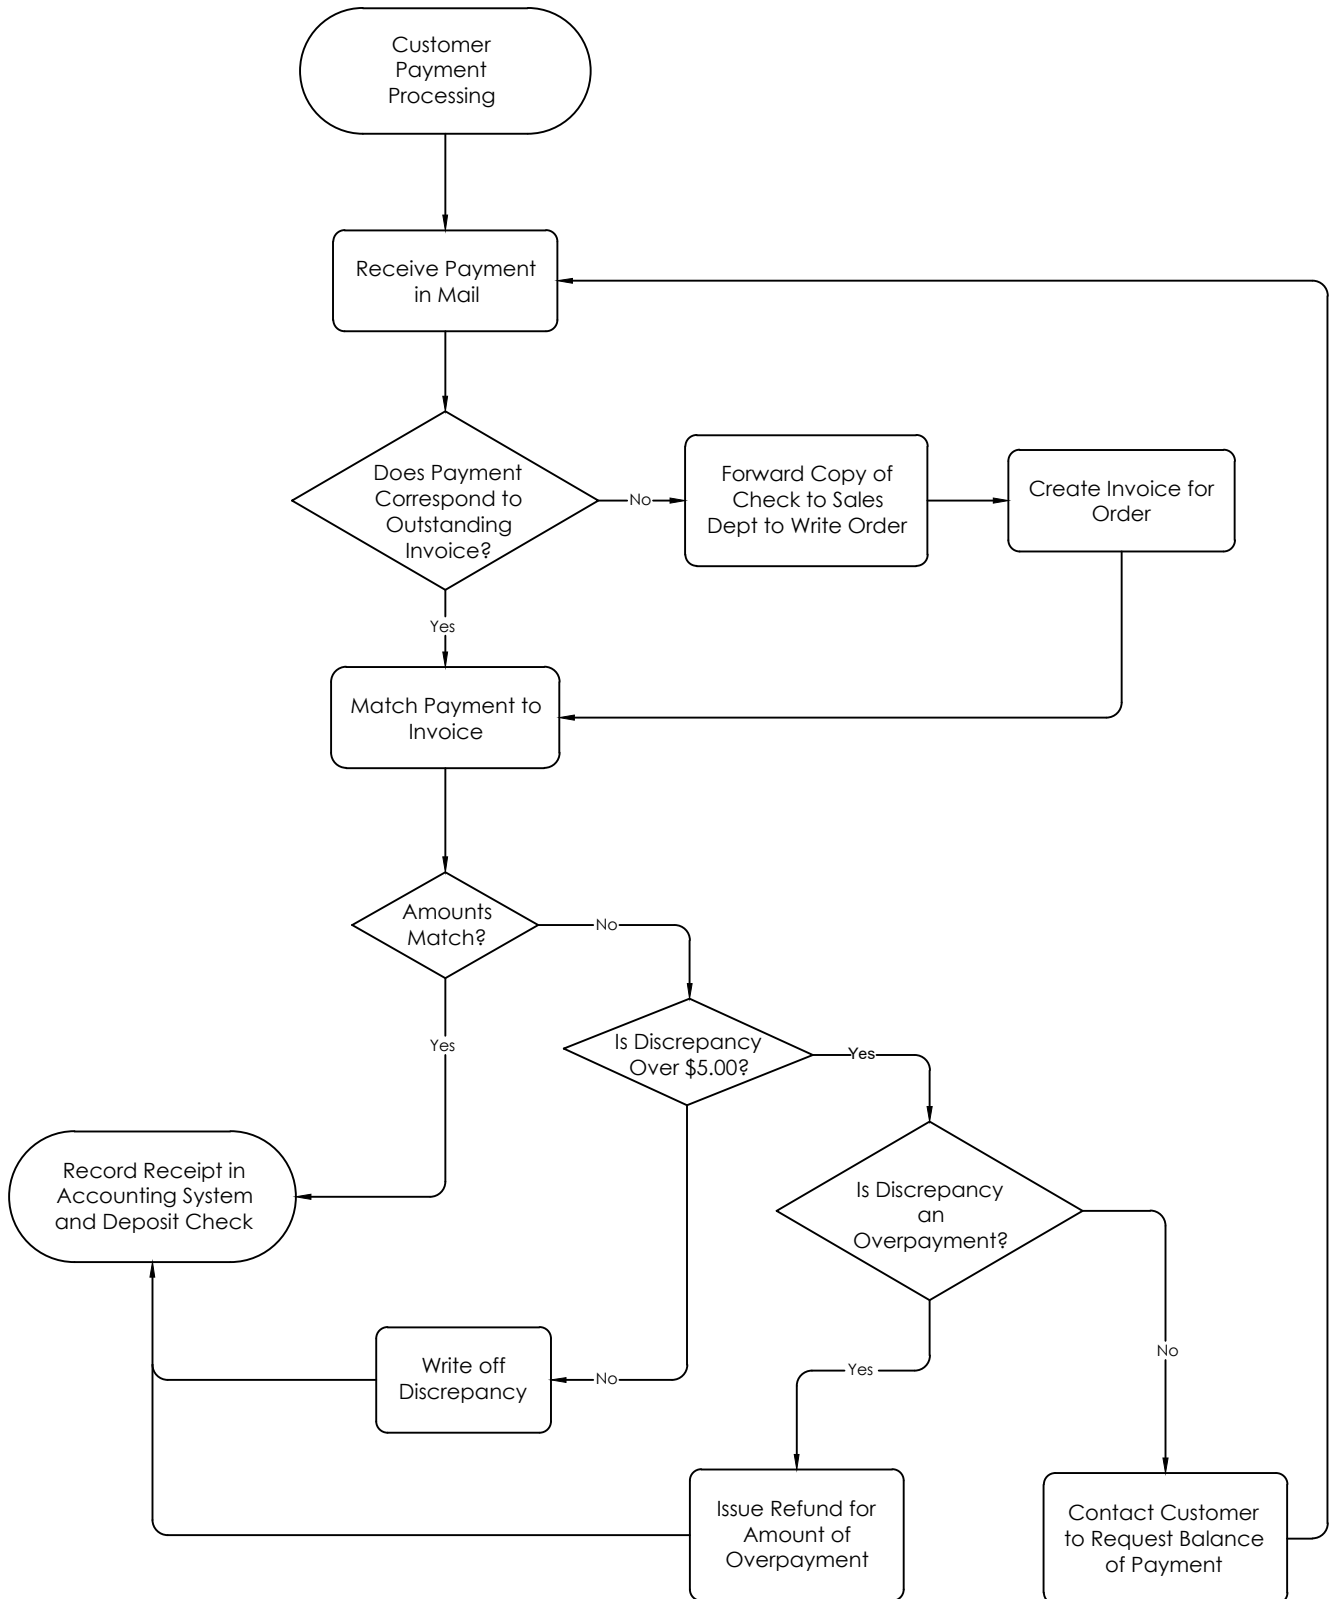 Customer
Payment
Processing
Receive Payment
in Mail
Does Payment
Correspond to
Outstanding
Invoice?
No
Forward Copy of
Check to Sales
Dept to Write Order
Create Invoice for
Order
Yes
Match Payment to
Invoice
Amounts
Match?
No
Yes
Is Discrepancy
Over $5.00?
Yes
Record Receipt in
Accounting System
and Deposit Check
Is Discrepancy
an
Overpayment?
Write off
Discrepancy
No
Yes
No
Issue Refund for
Amount of
Overpayment
Contact Customer
to Request Balance
of Payment